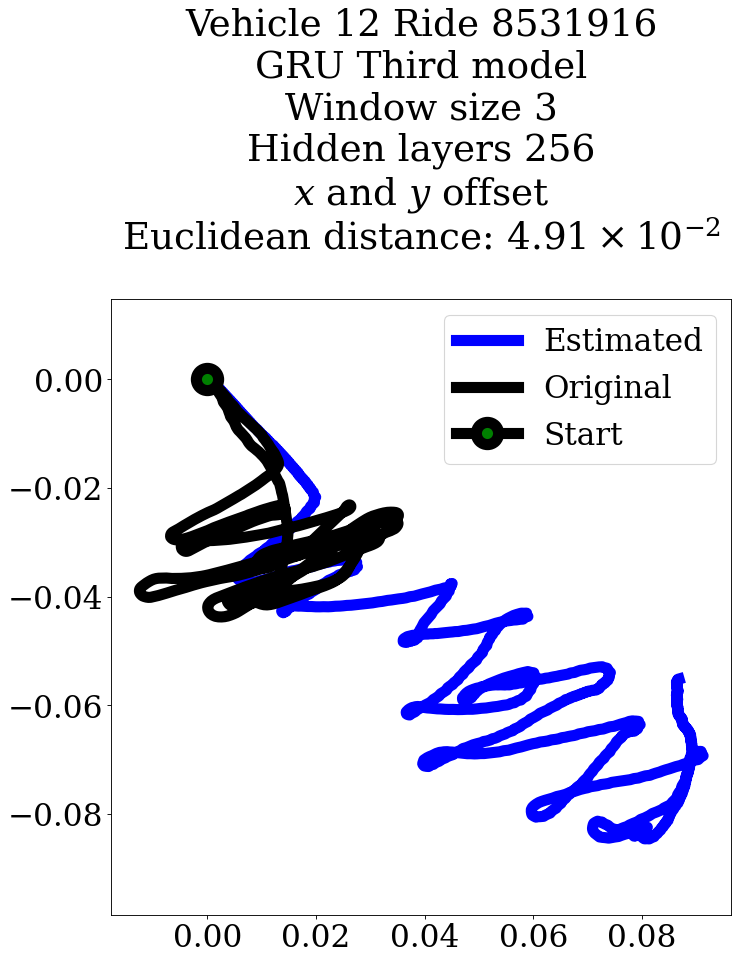 Vehicle 12 Ride 8531916
GRU Third model
Window size 3
Hidden layers 256
x and y offset
Euclidean distance: 4.91 × 10⁻²
Estimated
Original
Start
0.00
−0.02
−0.04
−0.06
−0.08
0.00 0.02 0.04 0.06 0.08